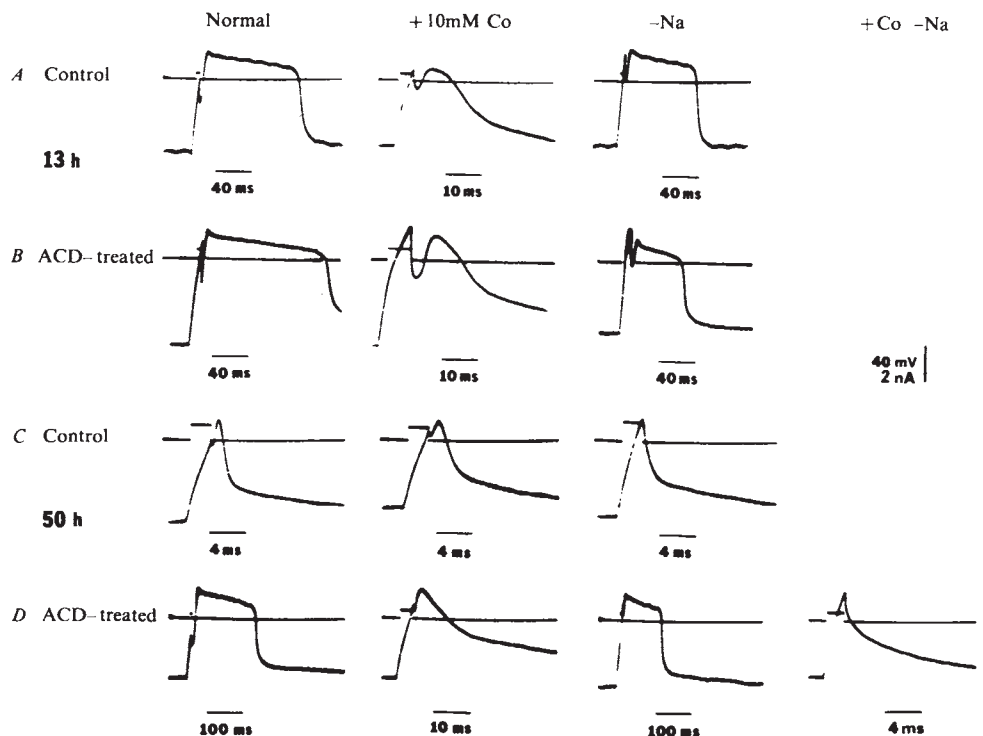 Normal +10mM Co –Na +Co –Na
A Control
13 h
40 ms 10 ms 40 ms
B ACD–treated
40 ms 10 ms 40 ms
40 mV
2 nA
C Control
50 h
4 ms 4 ms 4 ms
D ACD–treated
100 ms 10 ms 100 ms 4 ms